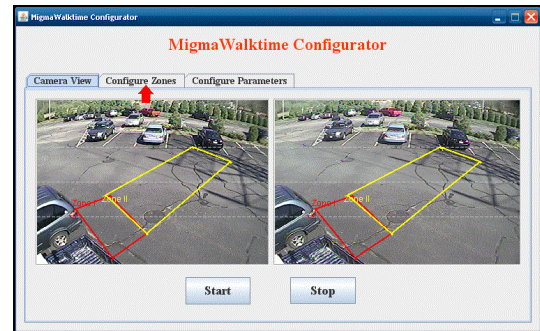 MigmaWalktime Configurator
MigmaWalktime Configurator
Camera View Configure Zones Configure Parameters
Zone I Zone II Zone I Zone II
Start Stop